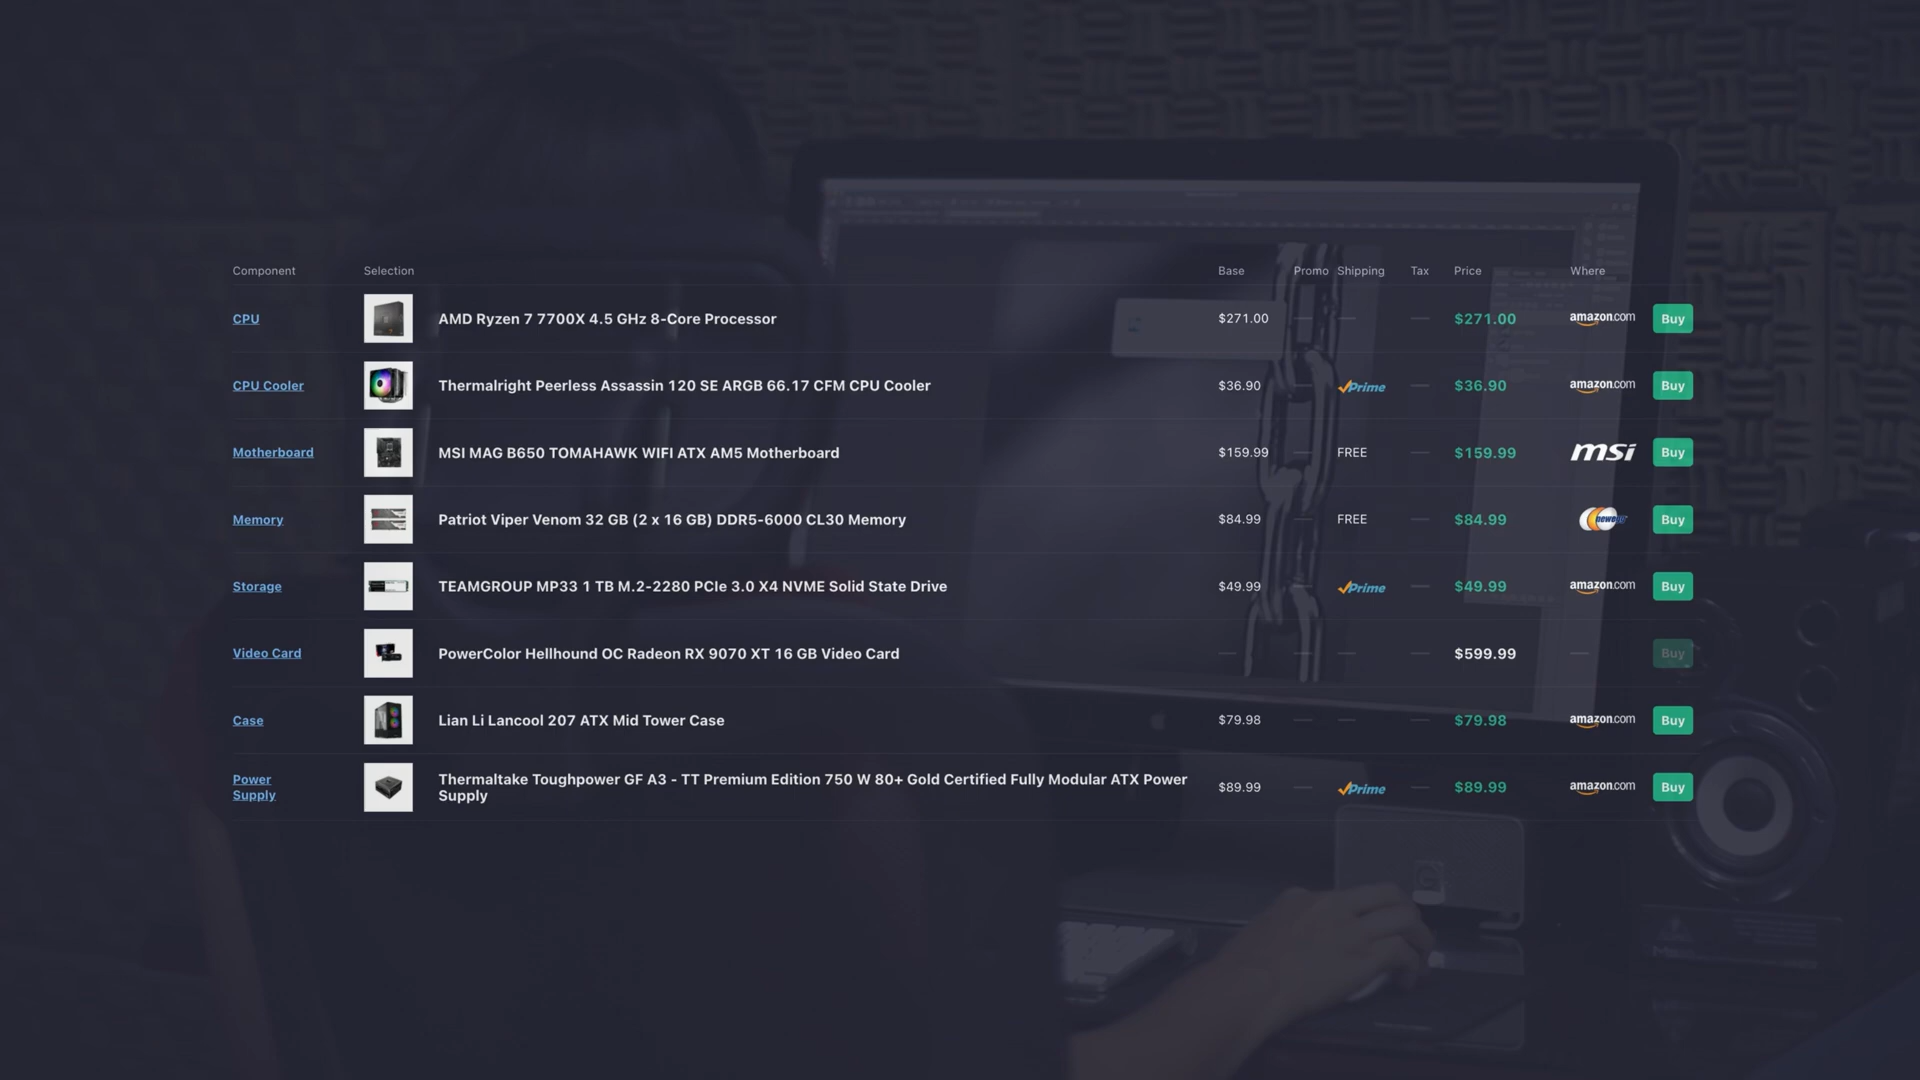 Component Selection Base Promo Shipping Tax Price Where
CPU AMD Ryzen 7 7700X 4.5 GHz 8-Core Processor $271.00 — — — $271.00 amazon.com Buy
CPU Cooler Thermalright Peerless Assassin 120 SE ARGB 66.17 CFM CPU Cooler $36.90 — Prime — $36.90 amazon.com Buy
Motherboard MSI MAG B650 TOMAHAWK WIFI ATX AM5 Motherboard $159.99 — FREE — $159.99 msi Buy
Memory Patriot Viper Venom 32 GB (2 x 16 GB) DDR5-6000 CL30 Memory $84.99 — FREE — $84.99 newegg Buy
Storage TEAMGROUP MP33 1 TB M.2-2280 PCIe 3.0 X4 NVME Solid State Drive $49.99 — Prime — $49.99 amazon.com Buy
Video Card PowerColor Hellhound OC Radeon RX 9070 XT 16 GB Video Card — — — — $599.99 — Buy
Case Lian Li Lancool 207 ATX Mid Tower Case $79.98 — — — $79.98 amazon.com Buy
Power Thermaltake Toughpower GF A3 - TT Premium Edition 750 W 80+ Gold Certified Fully Modular ATX Power $89.99 — Prime — $89.99 amazon.com Buy
Supply Supply